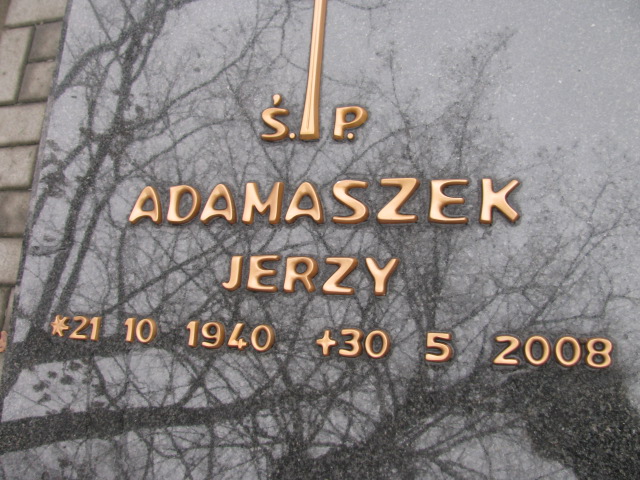 Ś. P.
ADAMASZEK
JERZY
*21 10 1940 +30 5 2008